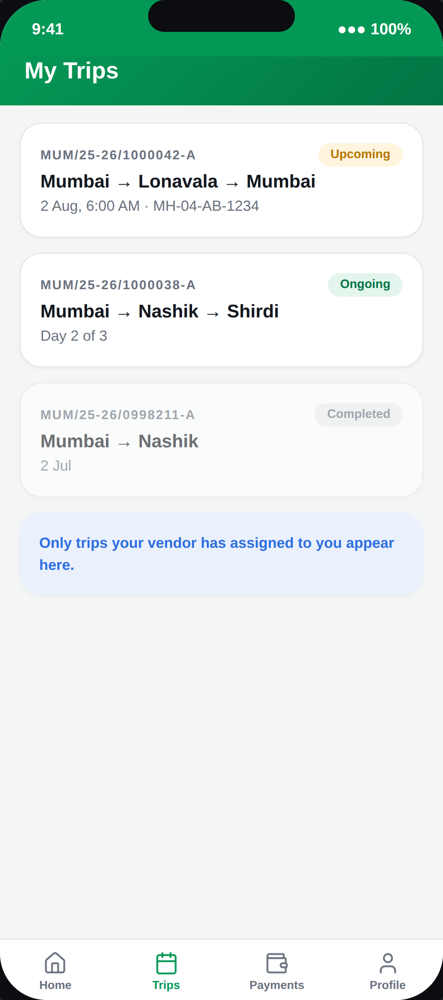 9:41
●●● 100%
My Trips
MUM/25-26/1000042-A
Upcoming
Mumbai → Lonavala → Mumbai
2 Aug, 6:00 AM · MH-04-AB-1234
MUM/25-26/1000038-A
Ongoing
Mumbai → Nashik → Shirdi
Day 2 of 3
MUM/25-26/0998211-A
Completed
Mumbai → Nashik
2 Jul
Only trips your vendor has assigned to you appear
here.
Home
Trips
Payments
Profile